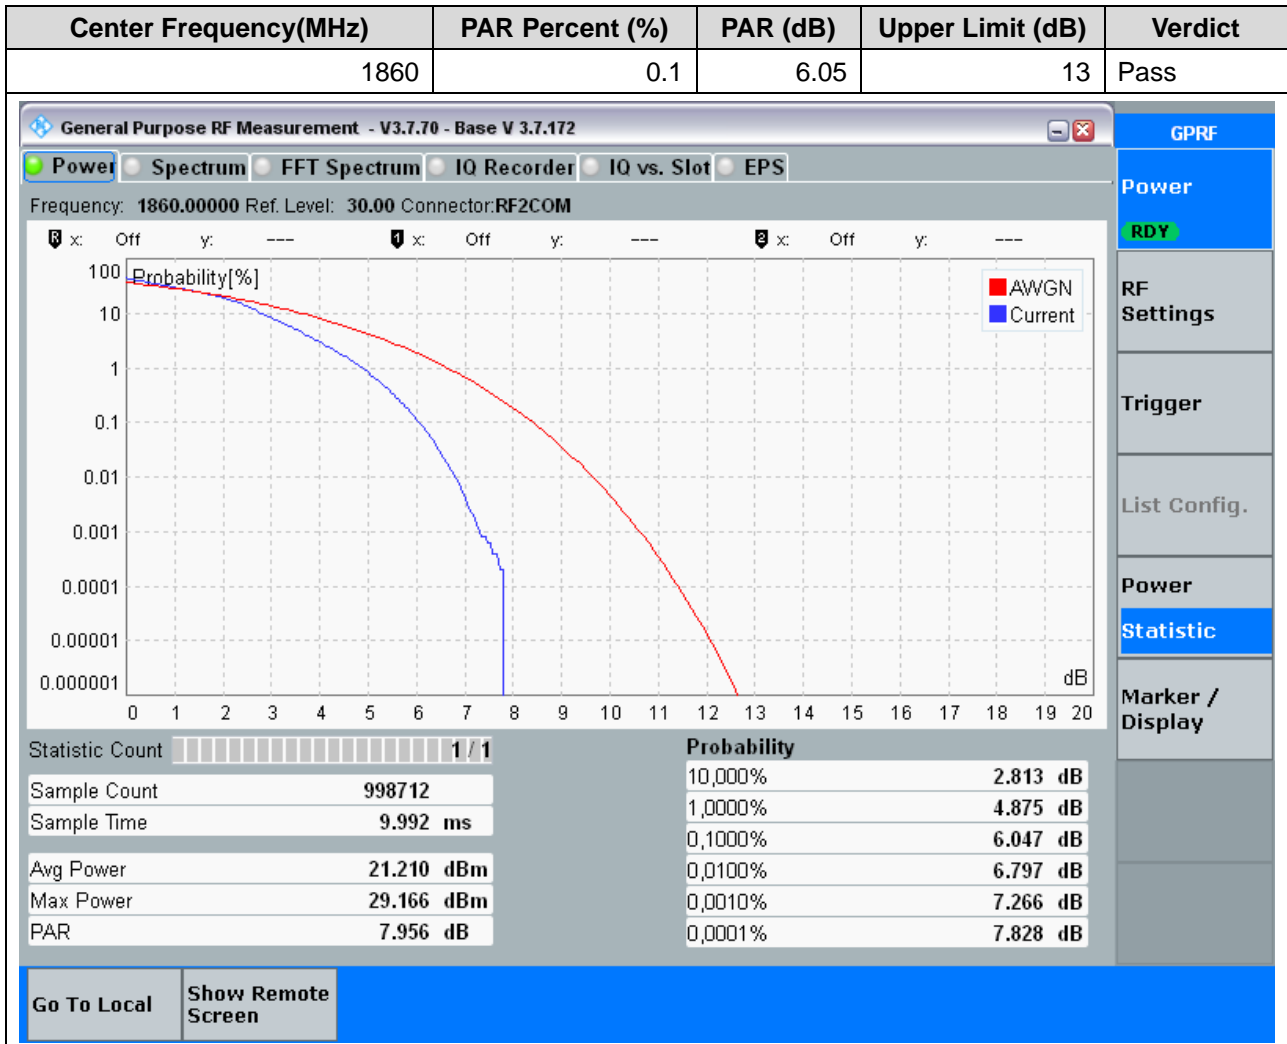 Center Frequency(MHz) PAR Percent (%) PAR (dB) Upper Limit (dB) Verdict
1860 0.1 6.05 13 Pass
General Purpose RF Measurement - V3.7.70 - Base V 3.7.172
GPRF
Power Spectrum FFT Spectrum IQ Recorder IQ vs. Slot EPS
Frequency: 1860.00000 Ref. Level: 30.00 Connector:RF2COM
Power
RDY
R x: Off y: --- 1 x: Off y: --- 2 x: Off y: ---
Probability[%]
AWGN
Current
100
10
1
0.1
0.01
0.001
0.0001
0.00001
0.000001
dB
0 1 2 3 4 5 6 7 8 9 10 11 12 13 14 15 16 17 18 19 20
RF
Settings
Trigger
List Config.
Power
Statistic
Marker /
Display
Statistic Count 1 / 1
Sample Count 998712
Sample Time 9.992 ms
Avg Power 21.210 dBm
Max Power 29.166 dBm
PAR 7.956 dB
Probability
10,000% 2.813 dB
1,0000% 4.875 dB
0,1000% 6.047 dB
0,0100% 6.797 dB
0,0010% 7.266 dB
0,0001% 7.828 dB
Go To Local
Show Remote
Screen